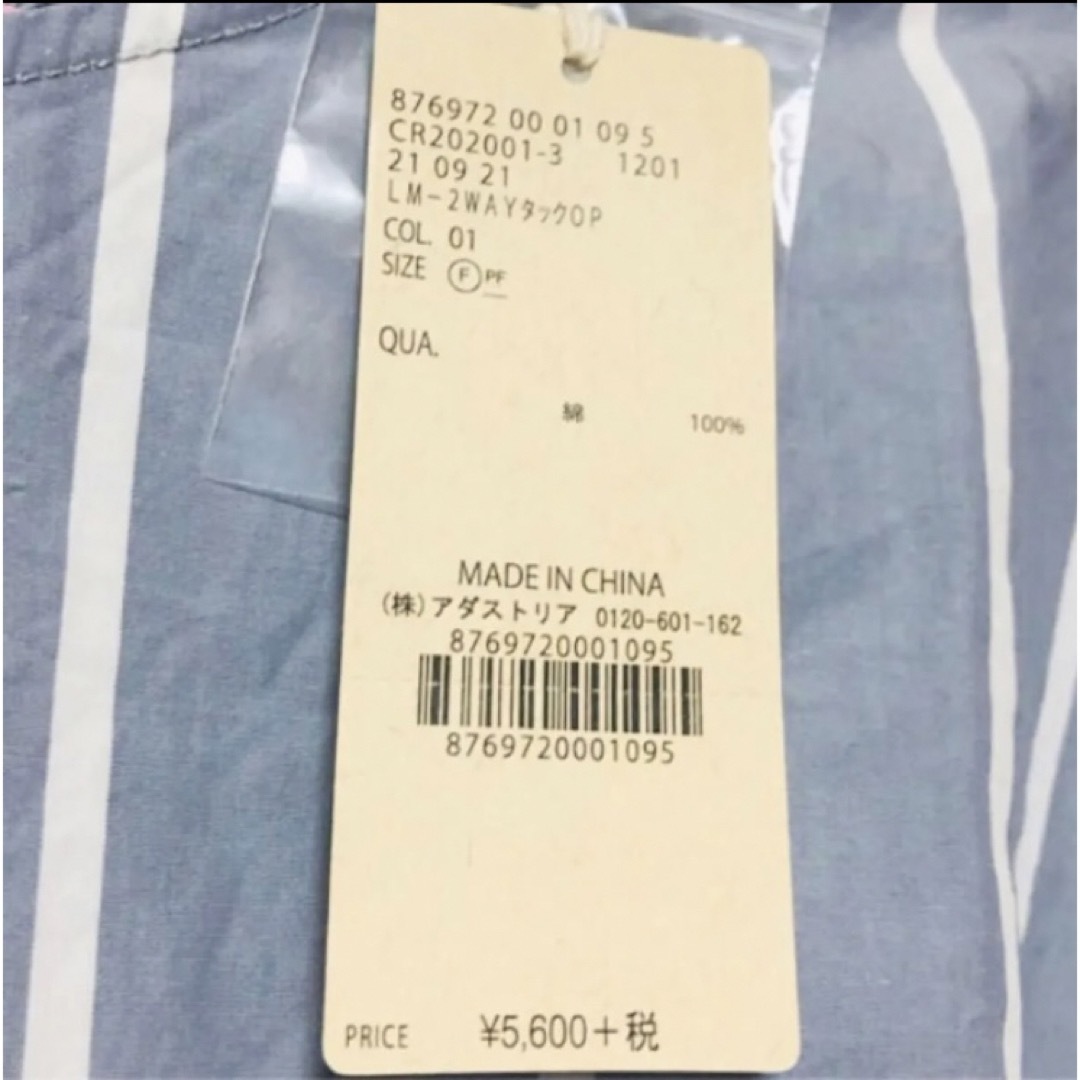 876972 00 01 09 5
CR202001-3 1201
21 09 21
LM-2WAYタックOP
COL. 01
SIZE F PF
QUA.
綿 100%
MADE IN CHINA
(株)アダストリア 0120-601-162
8769720001095
8769720001095
PRICE ¥5,600+税